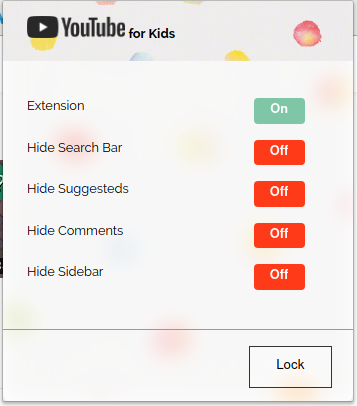 YouTube for Kids
Extension On
Hide Search Bar Off
Hide Suggesteds Off
Hide Comments Off
Hide Sidebar Off
Lock